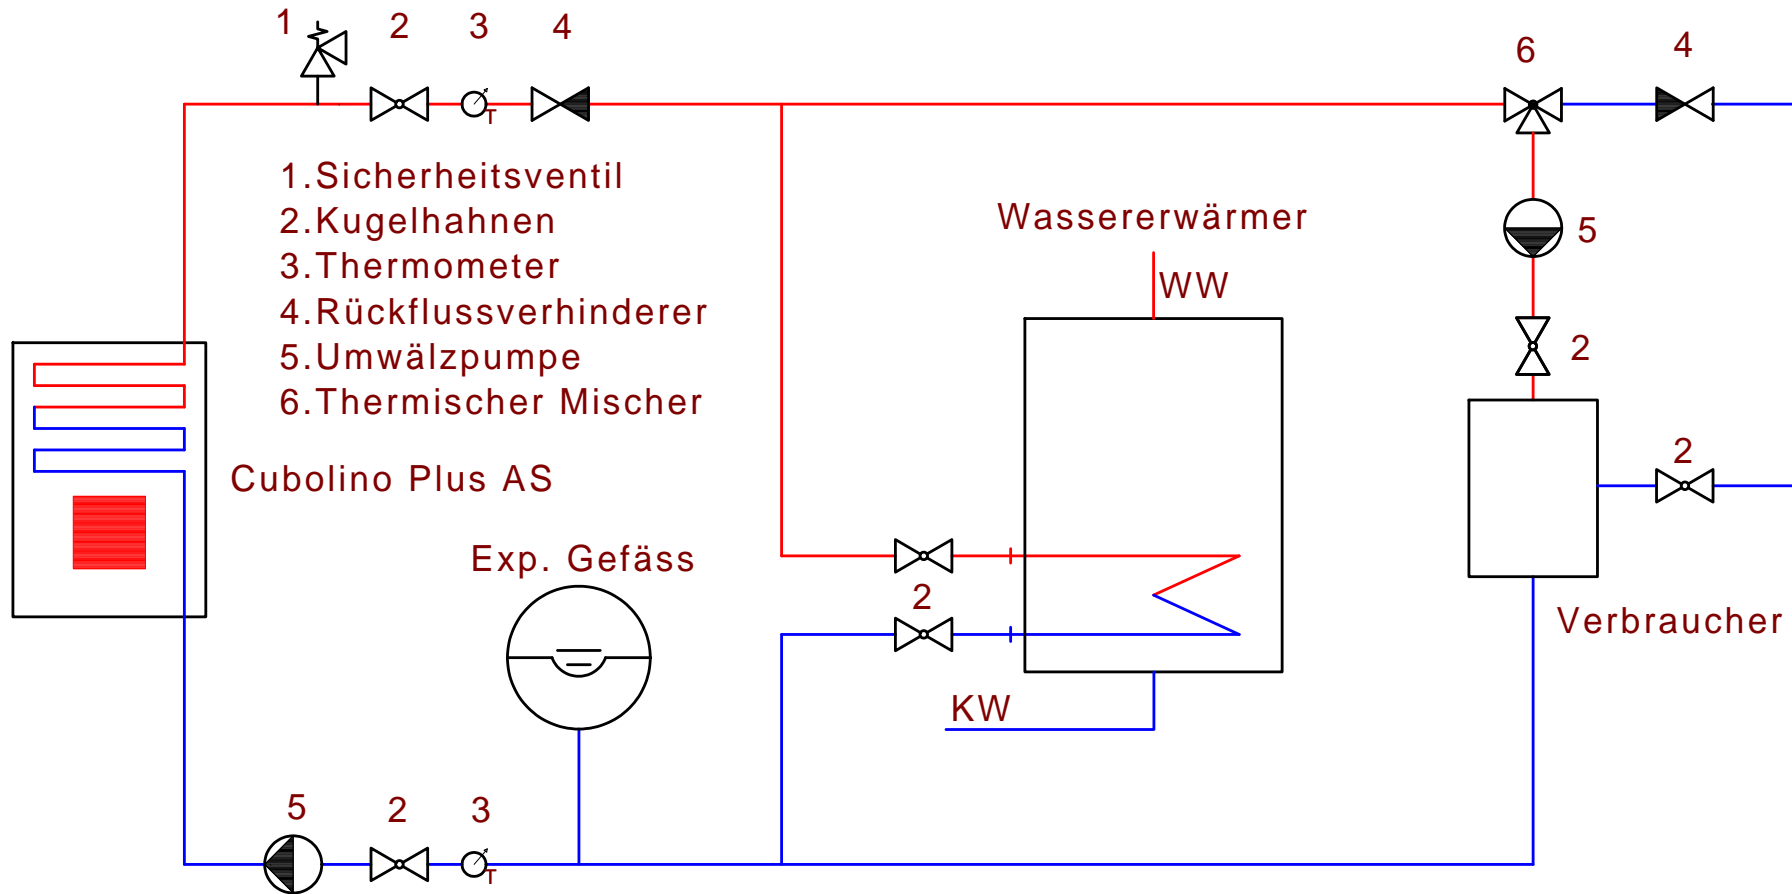 1 2 3 4 6 4
1.Sicherheitsventil
2.Kugelhahnen
3.Thermometer
4.Rückflussverhinderer
5.Umwälzpumpe
6.Thermischer Mischer
T
Wassererwärmer
WW
5
2
2
Cubolino Plus AS
Exp. Gefäss
2
Verbraucher
KW
5 2 3
T